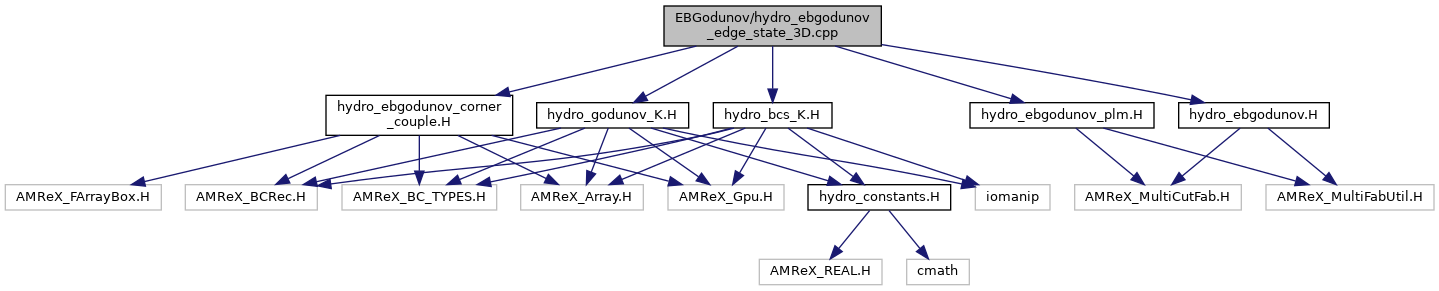 EBGodunov/hydro_ebgodunov
_edge_state_3D.cpp
hydro_ebgodunov_corner
_couple.H
hydro_godunov_K.H
hydro_bcs_K.H
hydro_ebgodunov_plm.H
hydro_ebgodunov.H
AMReX_FArrayBox.H
AMReX_BCRec.H
AMReX_BC_TYPES.H
AMReX_Array.H
AMReX_Gpu.H
hydro_constants.H
iomanip
AMReX_MultiCutFab.H
AMReX_MultiFabUtil.H
AMReX_REAL.H
cmath